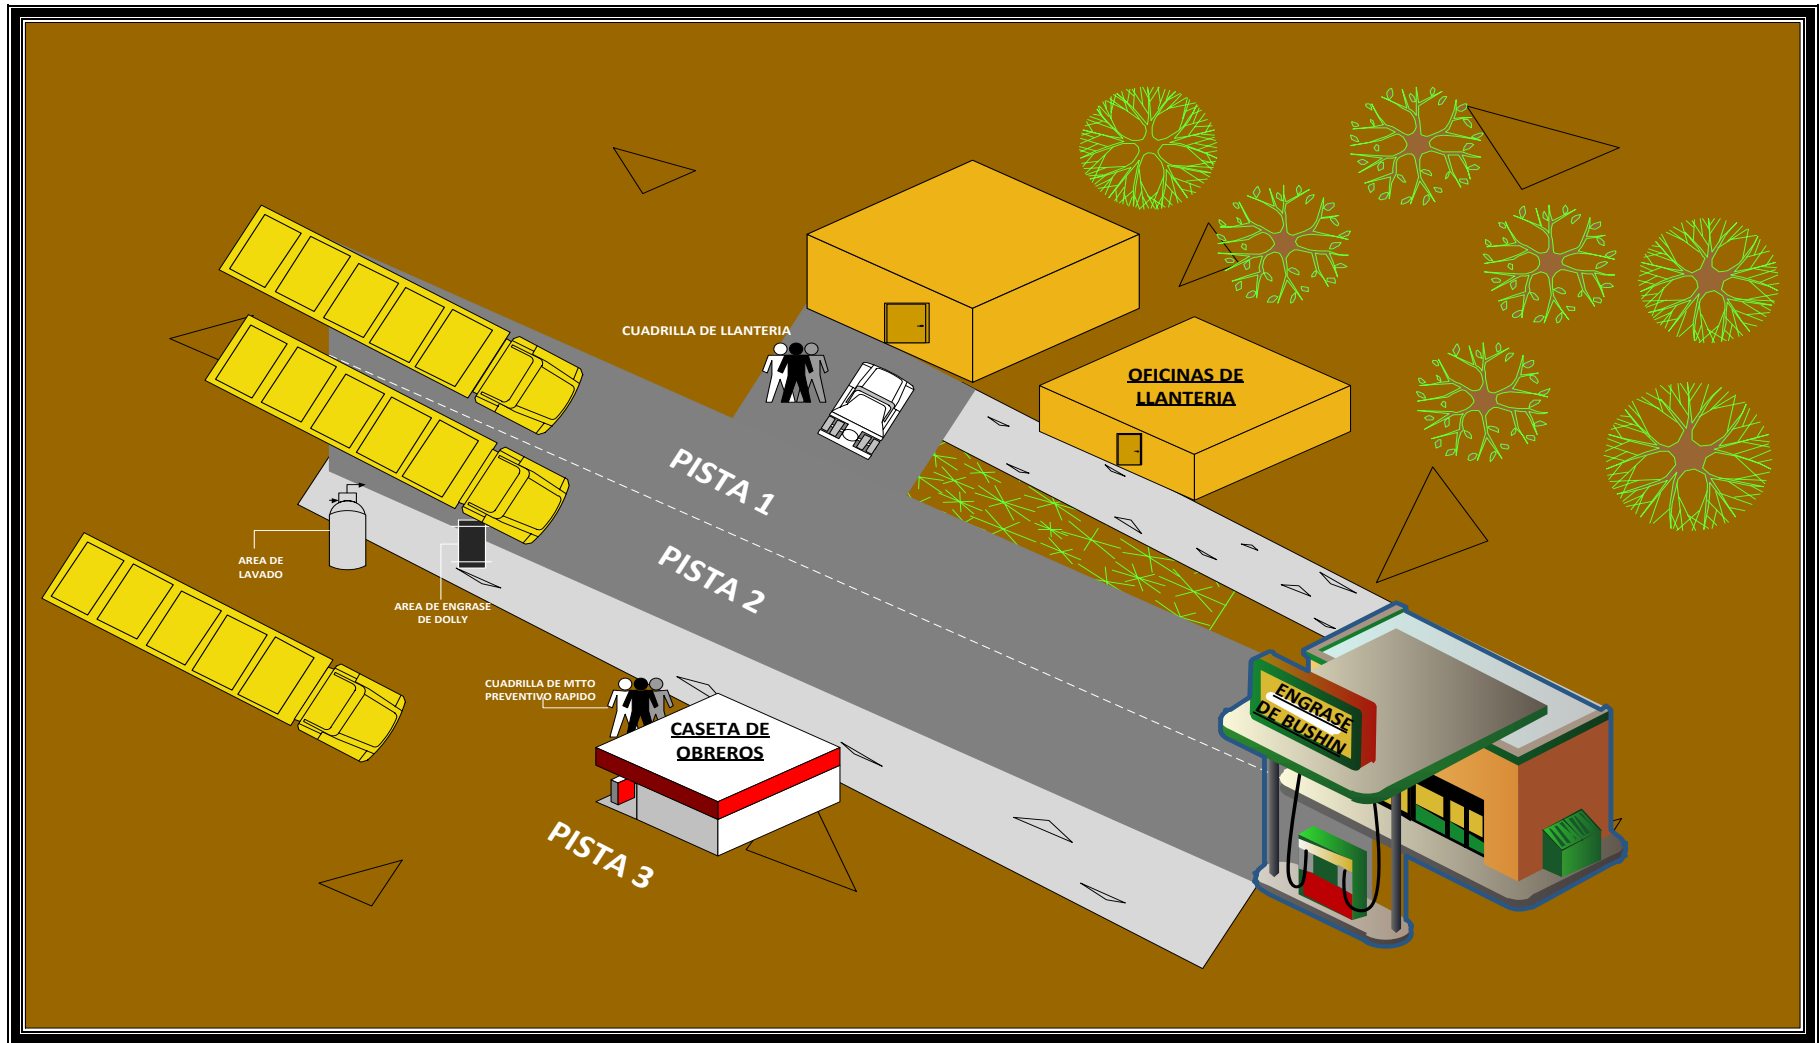 CUADRILLA DE LLANTERIA
OFICINAS DE
LLANTERIA
PISTA 1
PISTA 2
AREA DE
LAVADO
AREA DE ENGRASE
DE DOLLY
CUADRILLA DE MTTO
PREVENTIVO RAPIDO
CASETA DE
OBREROS
ENGRASE
DE BUSHIN
PISTA 3